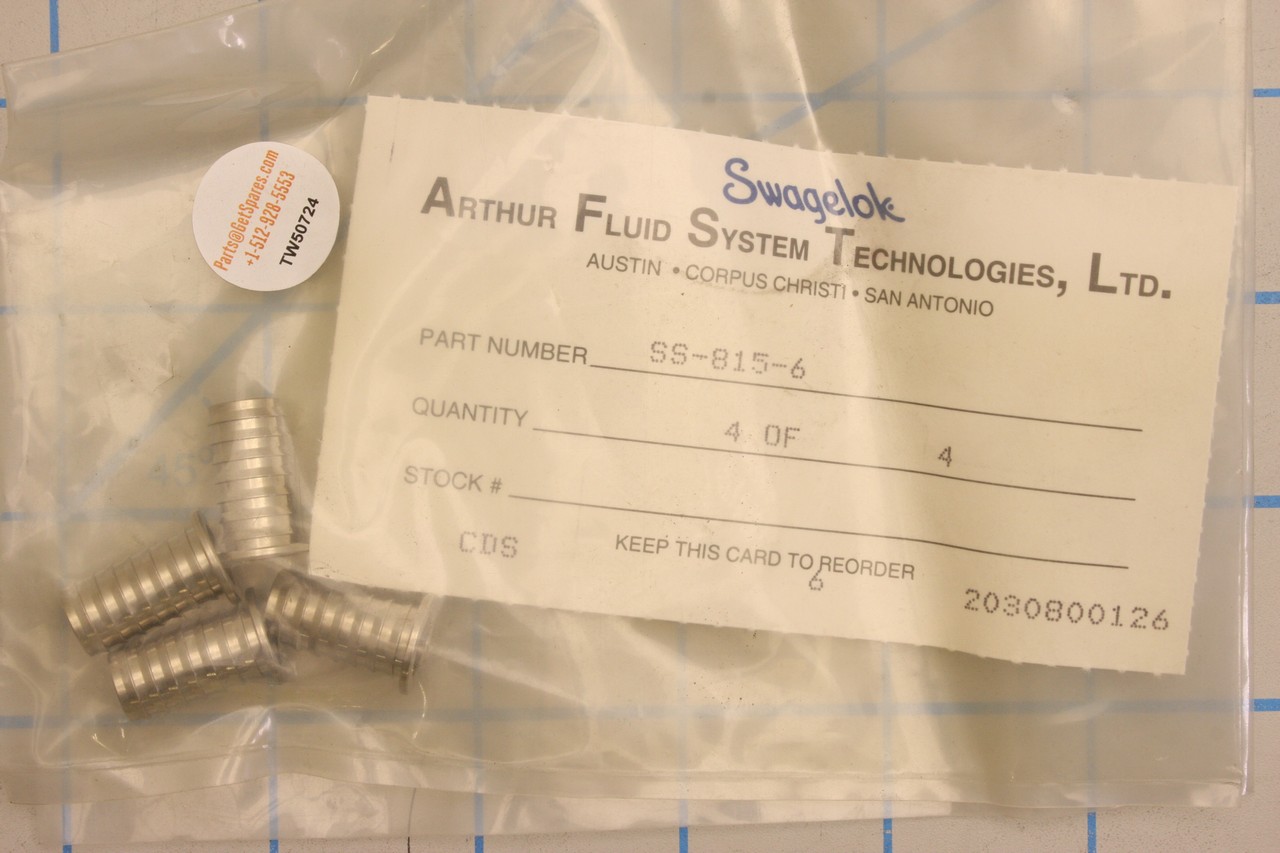 Parts@GetSpares.com
+1-512-928-5553
TW50724
Swagelok
ARTHUR FLUID SYSTEM TECHNOLOGIES, LTD.
AUSTIN • CORPUS CHRISTI • SAN ANTONIO
PART NUMBER SS-815-6
QUANTITY 4 OF 4
STOCK #
CDS KEEP THIS CARD TO REORDER
6 2030800126